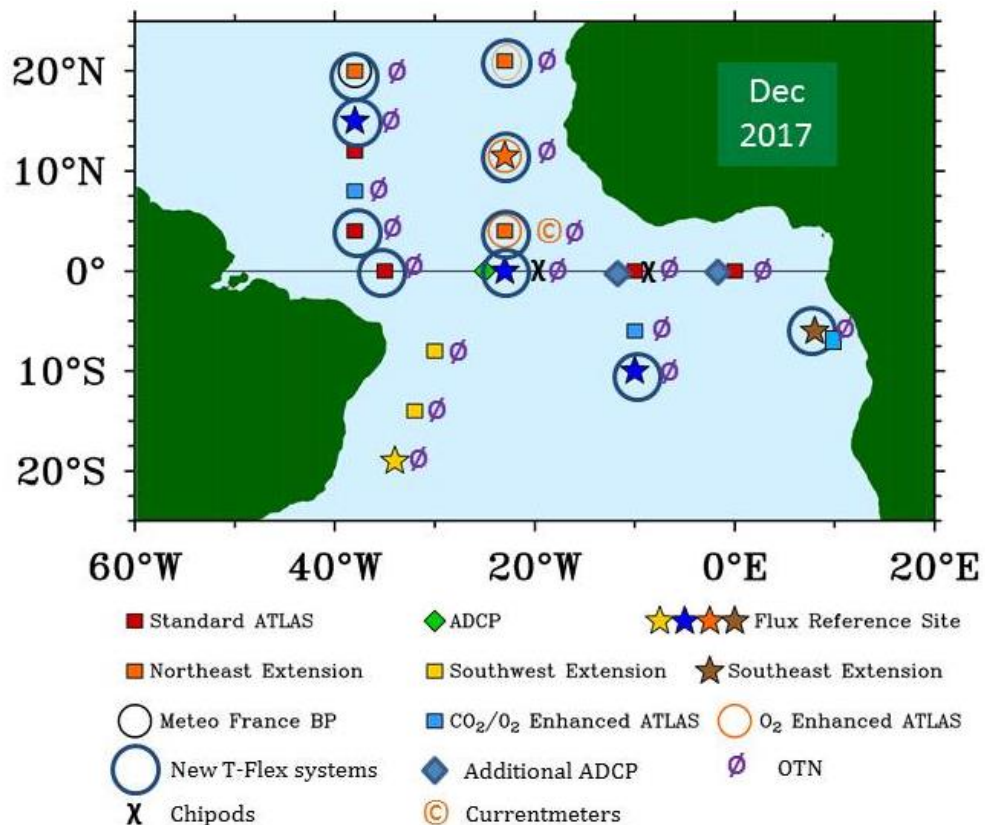 20°N
10°N
0°
10°S
20°S
Dec
2017
Ø
Ø
Ø
Ø
Ø
Ø
© Ø
Ø
χ Ø
χ Ø
Ø
Ø
Ø
Ø
Ø
Ø
Ø
60°W 40°W 20°W 0°E 20°E
Standard ATLAS ADCP Flux Reference Site
Northeast Extension Southwest Extension Southeast Extension
Meteo France BP CO₂/O₂ Enhanced ATLAS O₂ Enhanced ATLAS
New T-Flex systems Additional ADCP Ø OTN
χ Chipods © Currentmeters